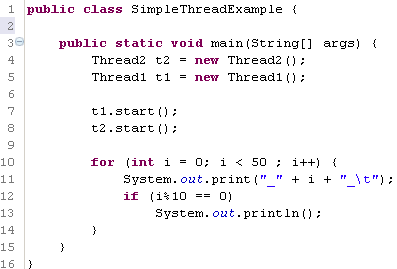 1 public class SimpleThreadExample {
2
3     public static void main(String[] args) {
4         Thread2 t2 = new Thread2();
5         Thread1 t1 = new Thread1();
6
7         t1.start();
8         t2.start();
9
10         for (int i = 0; i < 50 ; i++) {
11             System.out.print("_" + i + "_\t");
12             if (i%10 == 0)
13                 System.out.println();
14         }
15     }
16 }